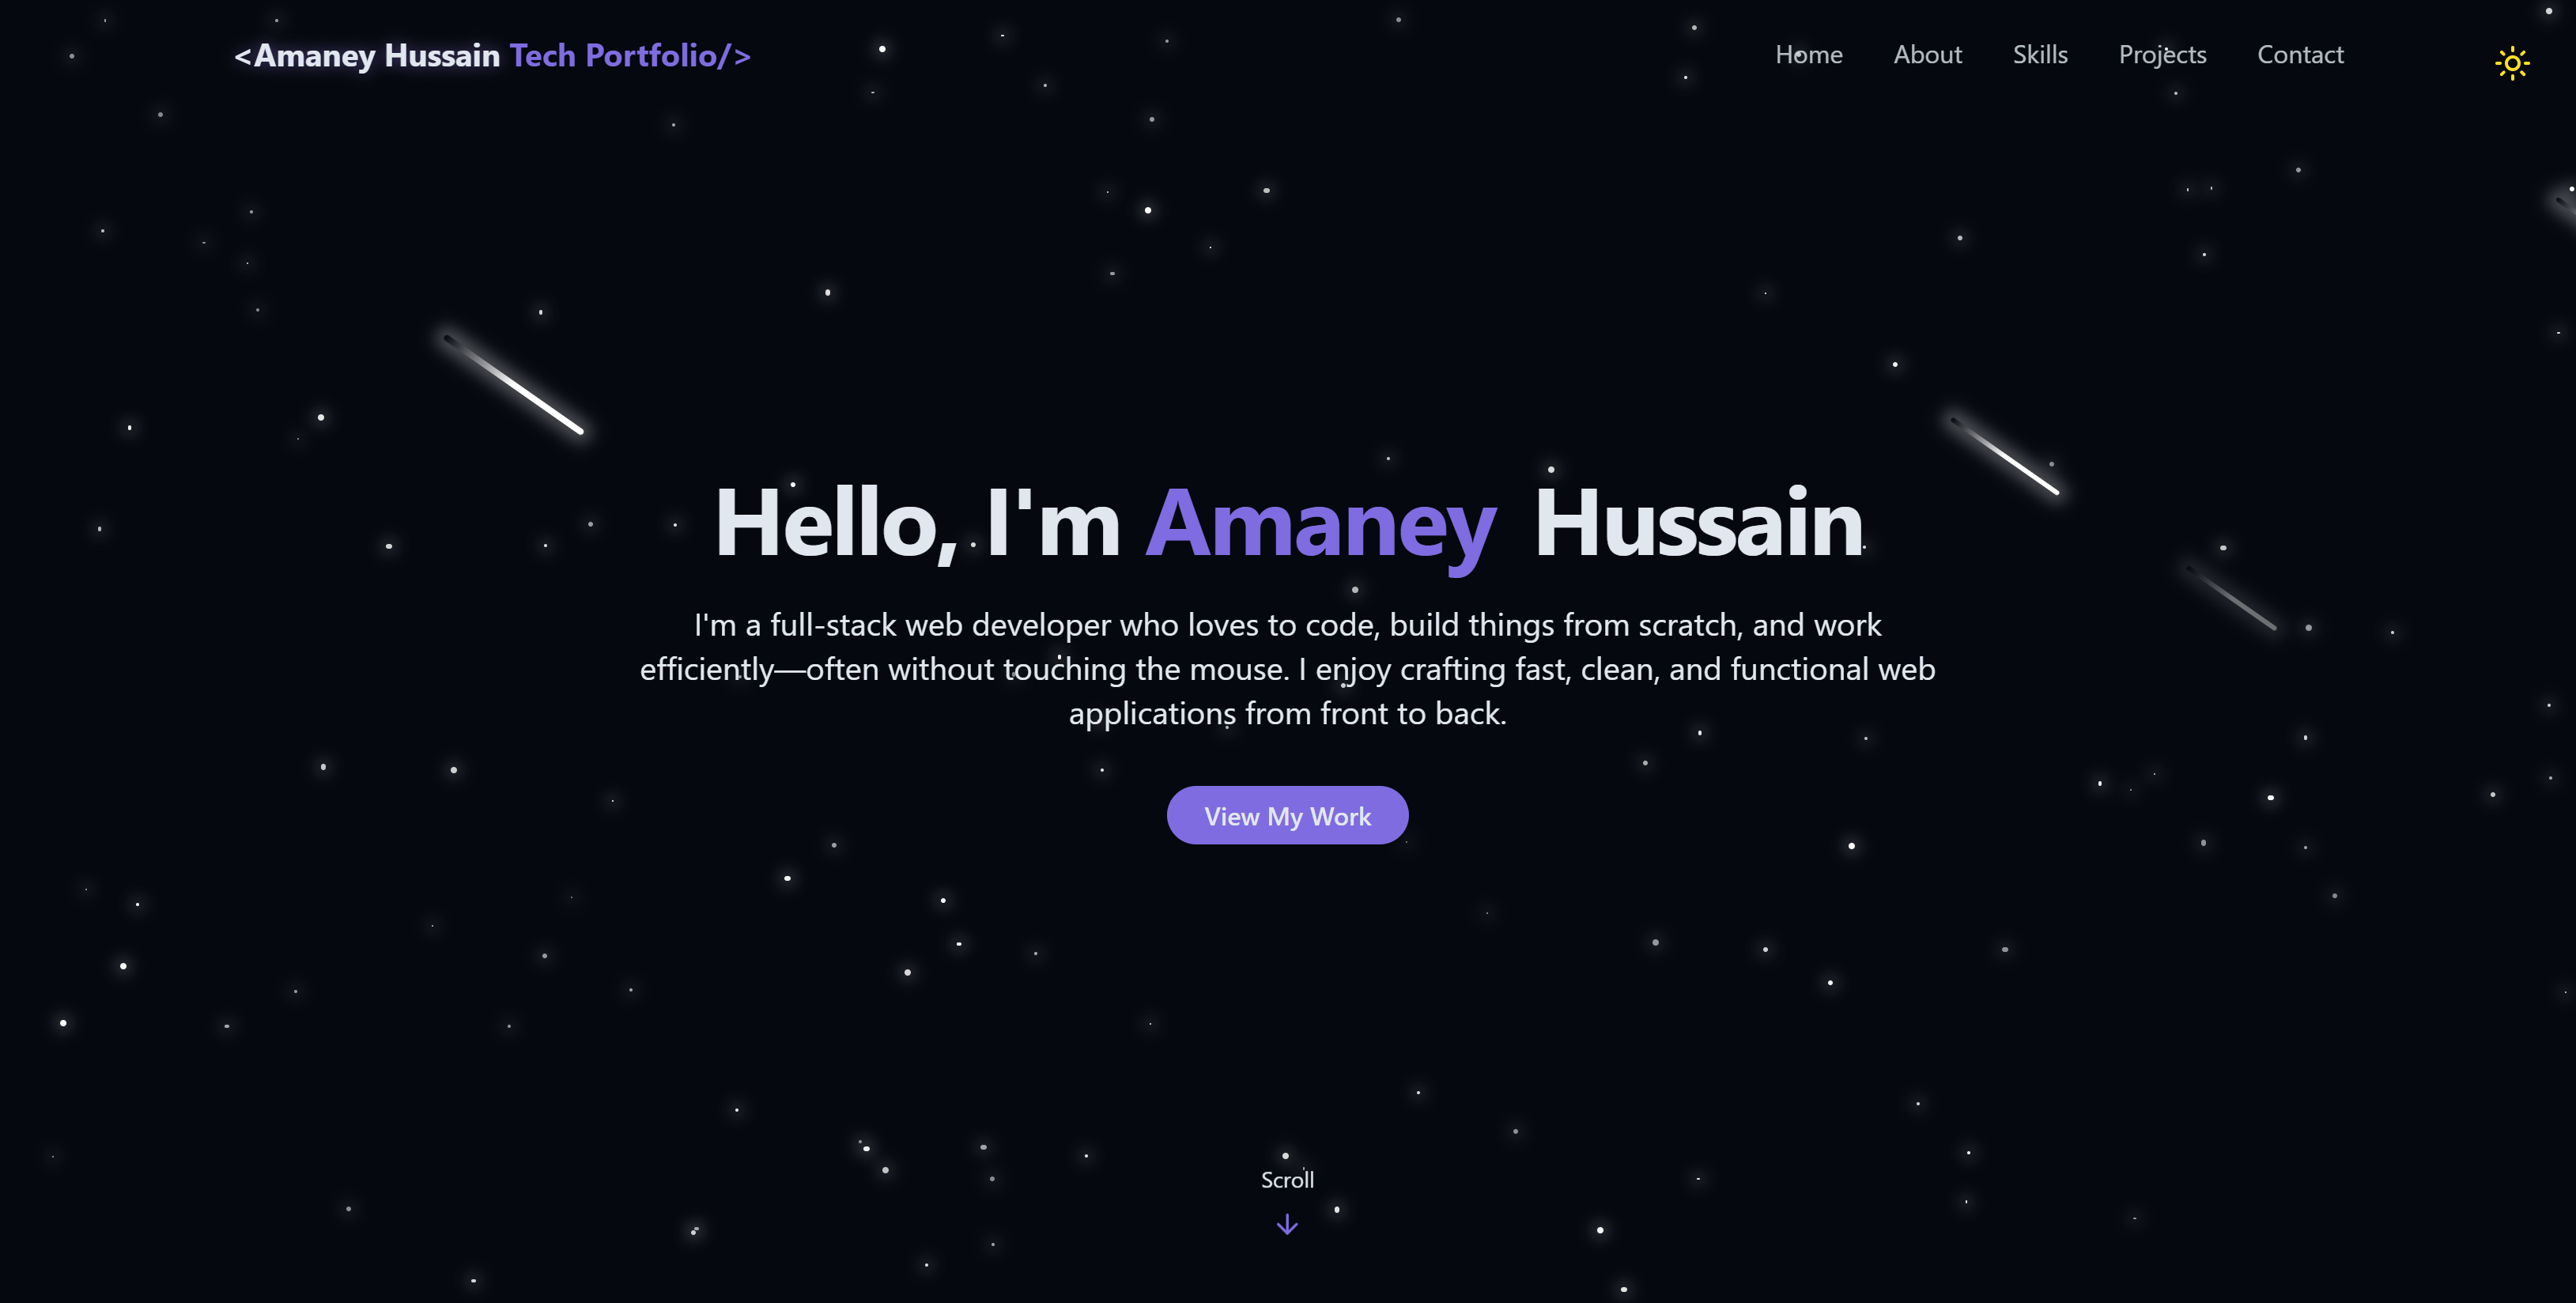 <Amaney Hussain Tech Portfolio/>
Home About Skills Projects Contact
Hello, I'm Amaney Hussain
I'm a full-stack web developer who loves to code, build things from scratch, and work
efficiently—often without touching the mouse. I enjoy crafting fast, clean, and functional web
applications from front to back.
View My Work
Scroll